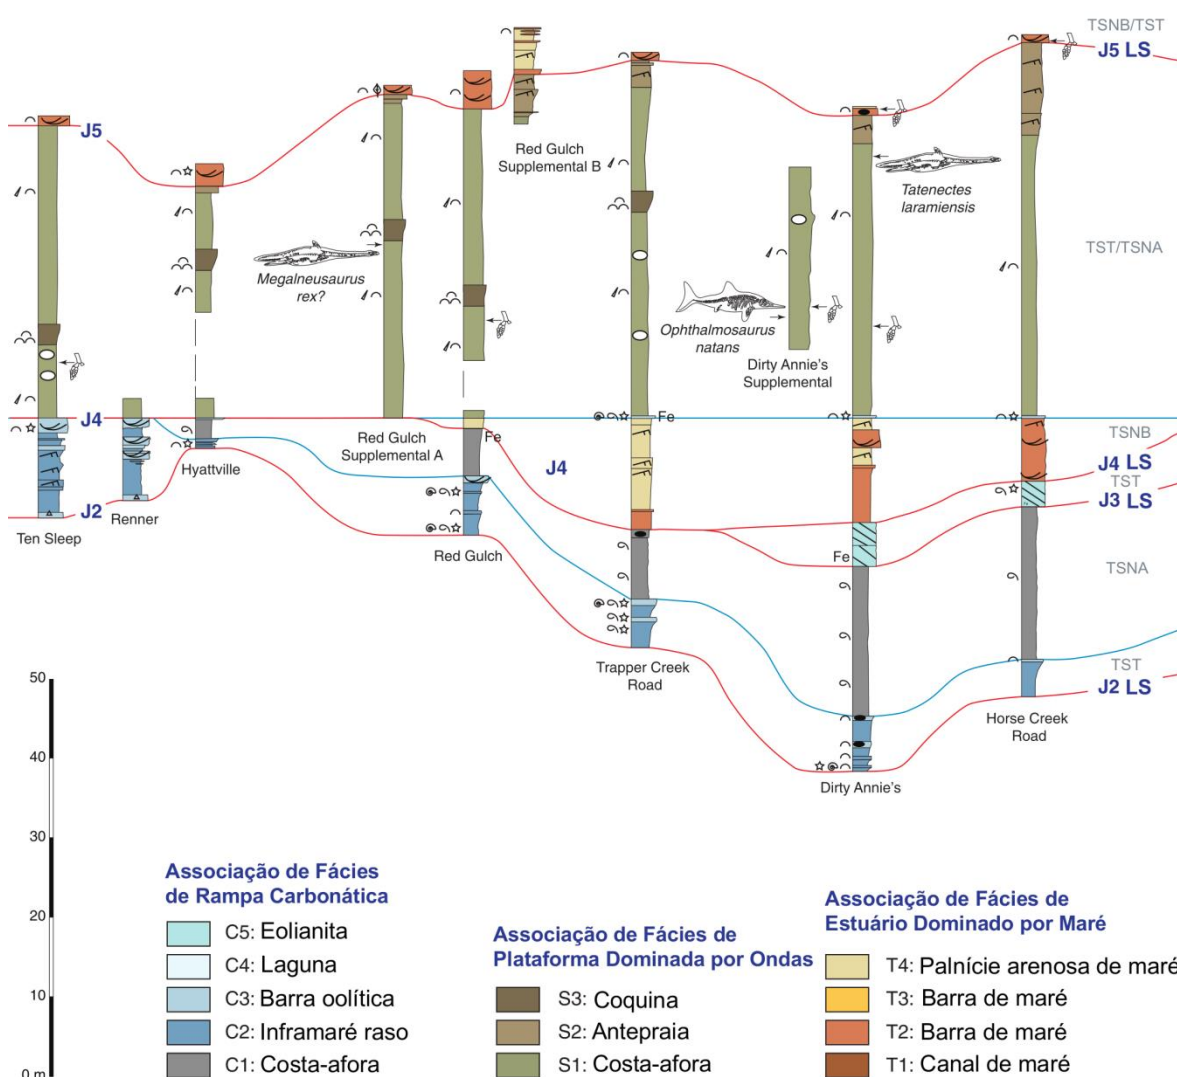 TSNB/TST
J5 LS
J5
Red Gulch
Supplemental B
Tatenectes
laramiensis
TST/TSNA
Megalneusaurus
rex?
Ophthalmosaurus
natans
Dirty Annie's
Supplemental
J4
Fe
TSNB
Hyattville
Red Gulch
Supplemental A
Fe
J4
J4 LS
TST
J3 LS
J2
Ten Sleep
Renner
Red Gulch
Fe
TSNA
Trapper Creek
Road
TST
J2 LS
Horse Creek
Road
Dirty Annie's
50
40
30
20
10
0 m
Associação de Fácies
de Rampa Carbonática
C5: Eolianita
C4: Laguna
C3: Barra oolítica
C2: Inframaré raso
C1: Costa-afora
Associação de Fácies de
Plataforma Dominada por Ondas
S3: Coquina
S2: Antepraia
S1: Costa-afora
Associação de Fácies de
Estuário Dominado por Maré
T4: Palnície arenosa de maré
T3: Barra de maré
T2: Barra de maré
T1: Canal de maré